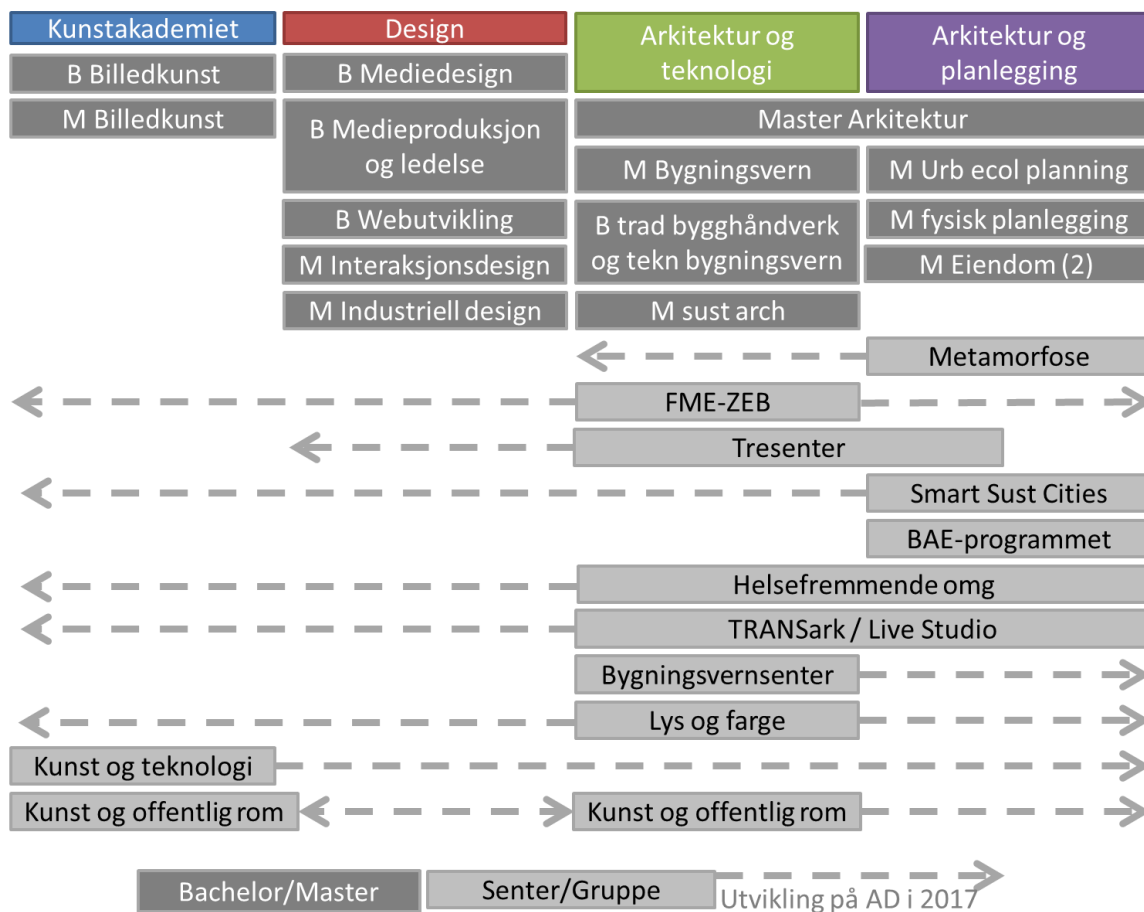 Kunstakademiet
Design
Arkitektur og
teknologi
Arkitektur og
planlegging
B Billedkunst
B Mediedesign
M Billedkunst
B Medieproduksjon
og ledelse
Master Arkitektur
M Bygningsvern
M Urb ecol planning
B Webutvikling
B trad bygghåndverk
og tekn bygningsvern
M fysisk planlegging
M Interaksjonsdesign
M Eiendom (2)
M Industriell design
M sust arch
Metamorfose
FME-ZEB
Tresenter
Smart Sust Cities
BAE-programmet
Helsefremmende omg
TRANSark / Live Studio
Bygningsvernsenter
Lys og farge
Kunst og teknologi
Kunst og offentlig rom
Kunst og offentlig rom
Bachelor/Master
Senter/Gruppe
Utvikling på AD i 2017